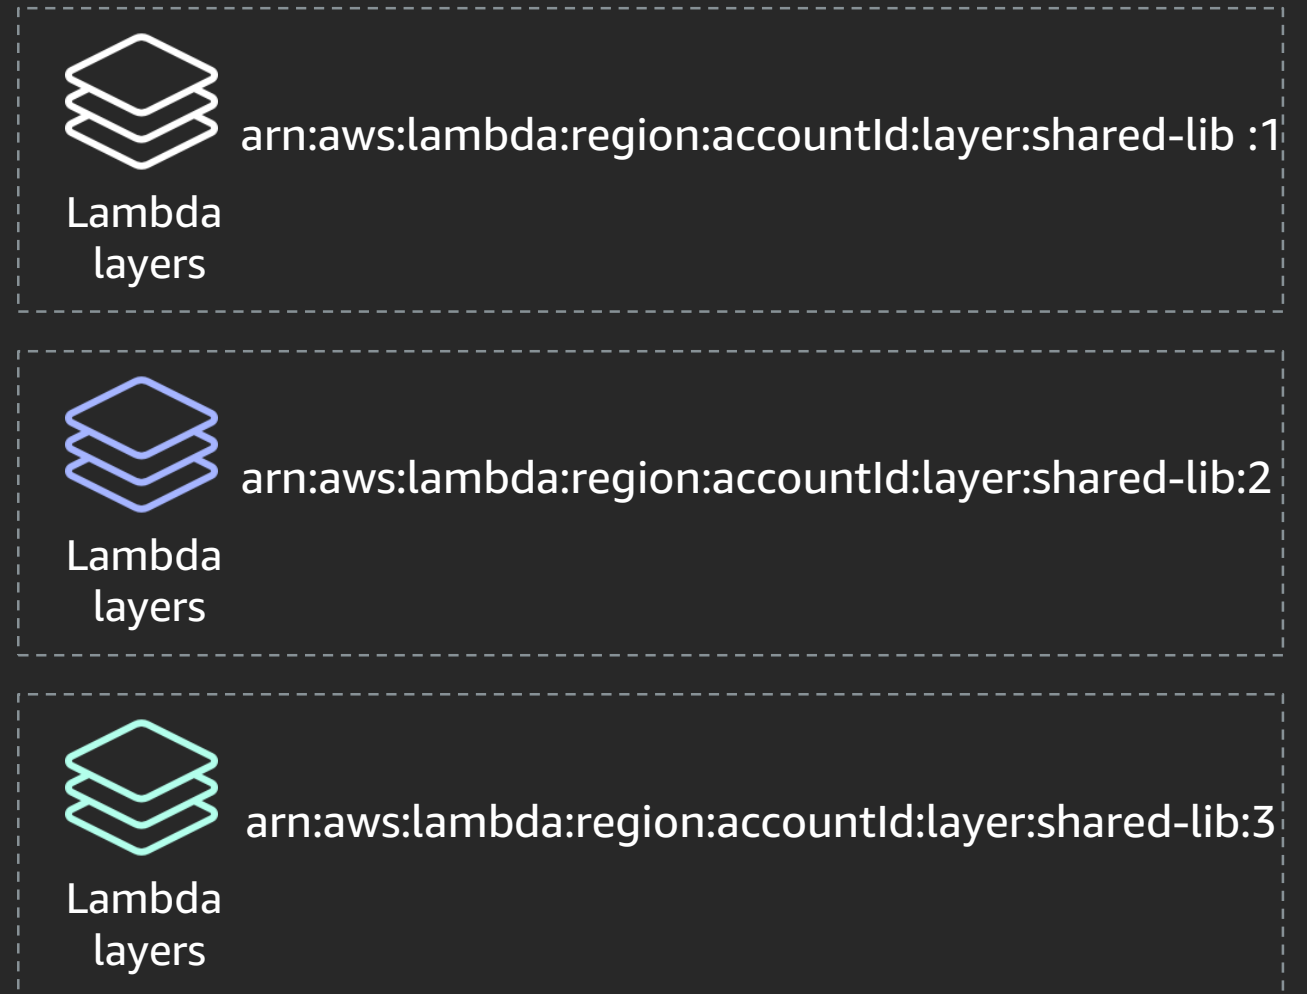 arn:aws:lambda:region:accountId:layer:shared-lib :1
Lambda
layers
arn:aws:lambda:region:accountId:layer:shared-lib:2
Lambda
layers
arn:aws:lambda:region:accountId:layer:shared-lib:3
Lambda
layers